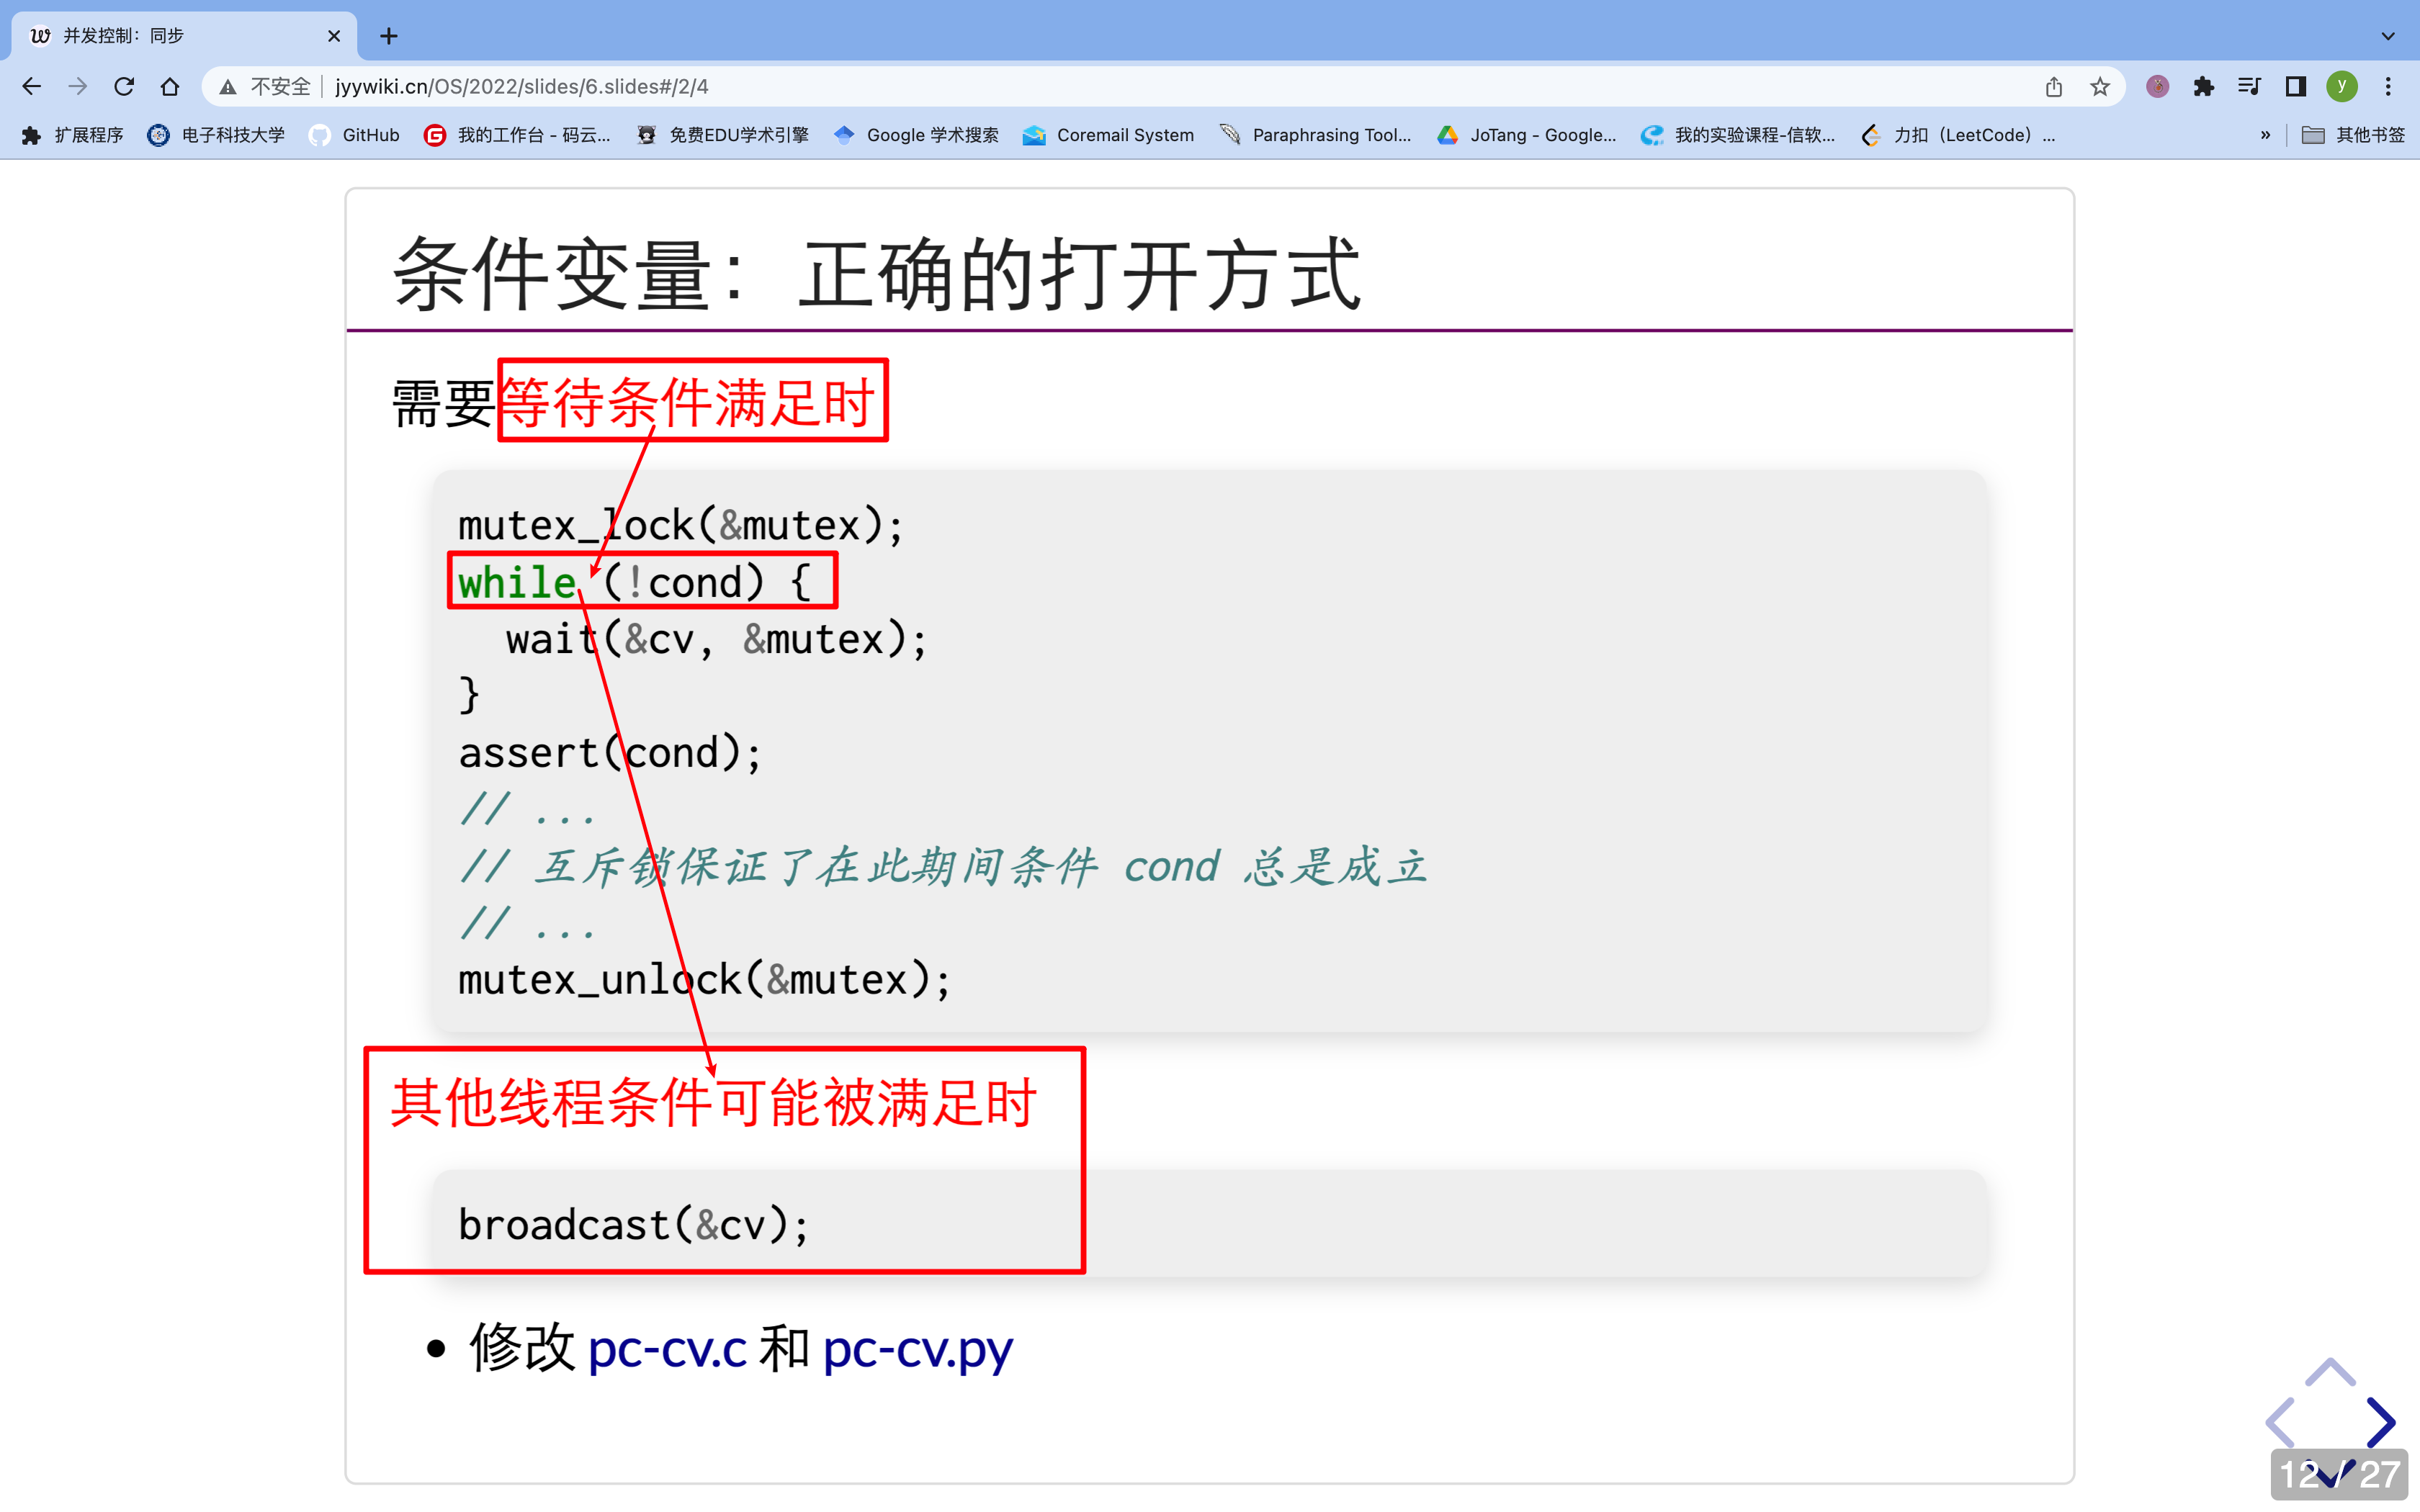 并发控制：同步
不安全 jyywiki.cn/OS/2022/slides/6.slides#/2/4
y
扩展程序 电子科技大学 GitHub 我的工作台 - 码云... 免费EDU学术引擎 Google 学术搜索 Coremail System Paraphrasing Tool... JoTang - Google... 我的实验课程-信软... 力扣（LeetCode）... » 其他书签
条件变量：正确的打开方式
需要等待条件满足时
mutex_lock(&mutex);
while (!cond) {
wait(&cv, &mutex);
}
assert(cond);
// ...
// 互斥锁保证了在此期间条件 cond 总是成立
// ...
mutex_unlock(&mutex);
其他线程条件可能被满足时
broadcast(&cv);
• 修改 pc-cv.c 和 pc-cv.py
12 / 27